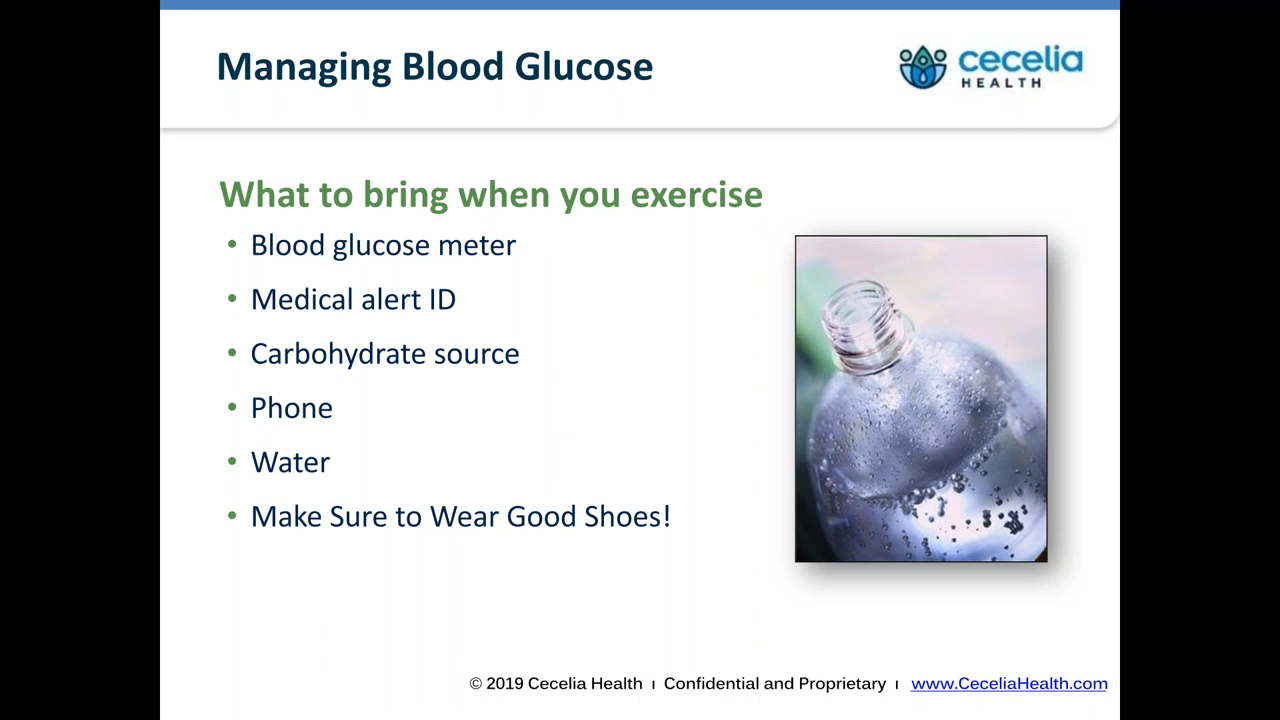 Managing Blood Glucose
cecelia
HEALTH
What to bring when you exercise
• Blood glucose meter
• Medical alert ID
• Carbohydrate source
• Phone
• Water
• Make Sure to Wear Good Shoes!
© 2019 Cecelia Health ı Confidential and Proprietary ı www.CeceliaHealth.com